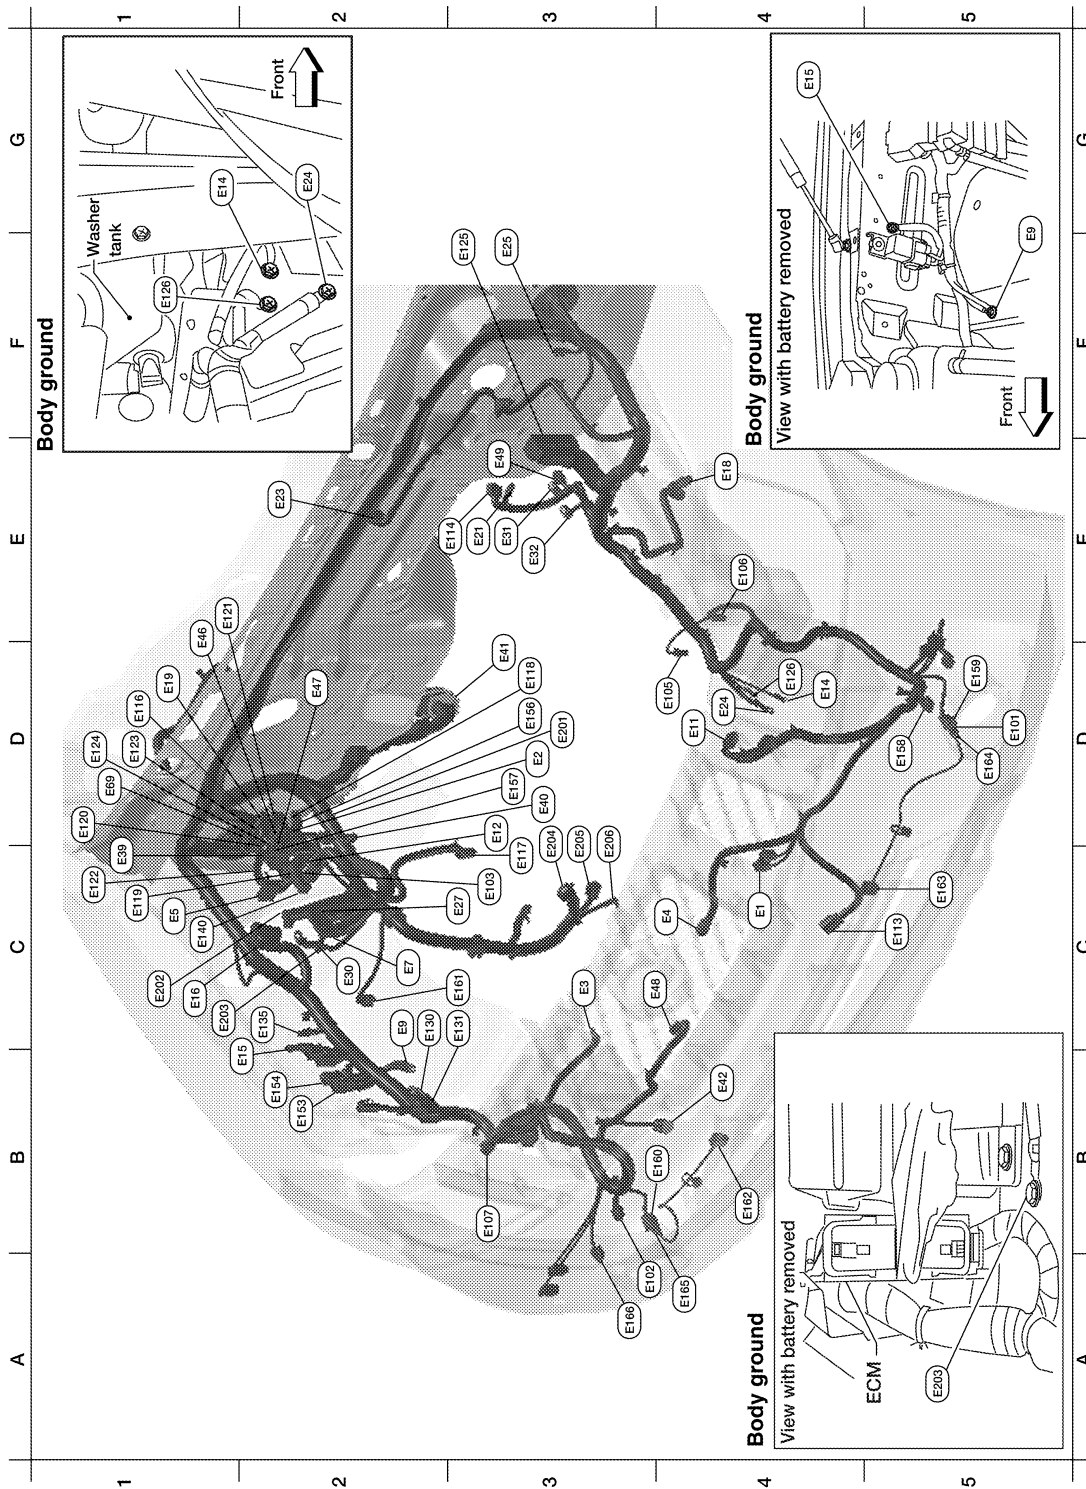 1
2
3
4
5
G
F
E
D
C
B
A
G
F
E
D
C
B
A
1
2
3
4
5
Body ground
Washer
tank
Front
E126
E14
E24
Body ground
View with battery removed
Front
E15
E9
Body ground
View with battery removed
ECM
E203
E125
E25
E23
E49
E114
E21
E31
E32
E18
E106
E105
E126
E14
E24
E11
E159
E101
E164
E158
E163
E113
E1
E4
E121
E46
E19
E116
E47
E124
E123
E69
E120
E39
E122
E119
E5
E140
E202
E16
E203
E135
E15
E154
E153
E41
E118
E156
E201
E2
E157
E40
E12
E117
E103
E27
E7
E30
E161
E204
E205
E206
E9
E130
E131
E107
E3
E48
E42
E160
E162
E102
E165
E166